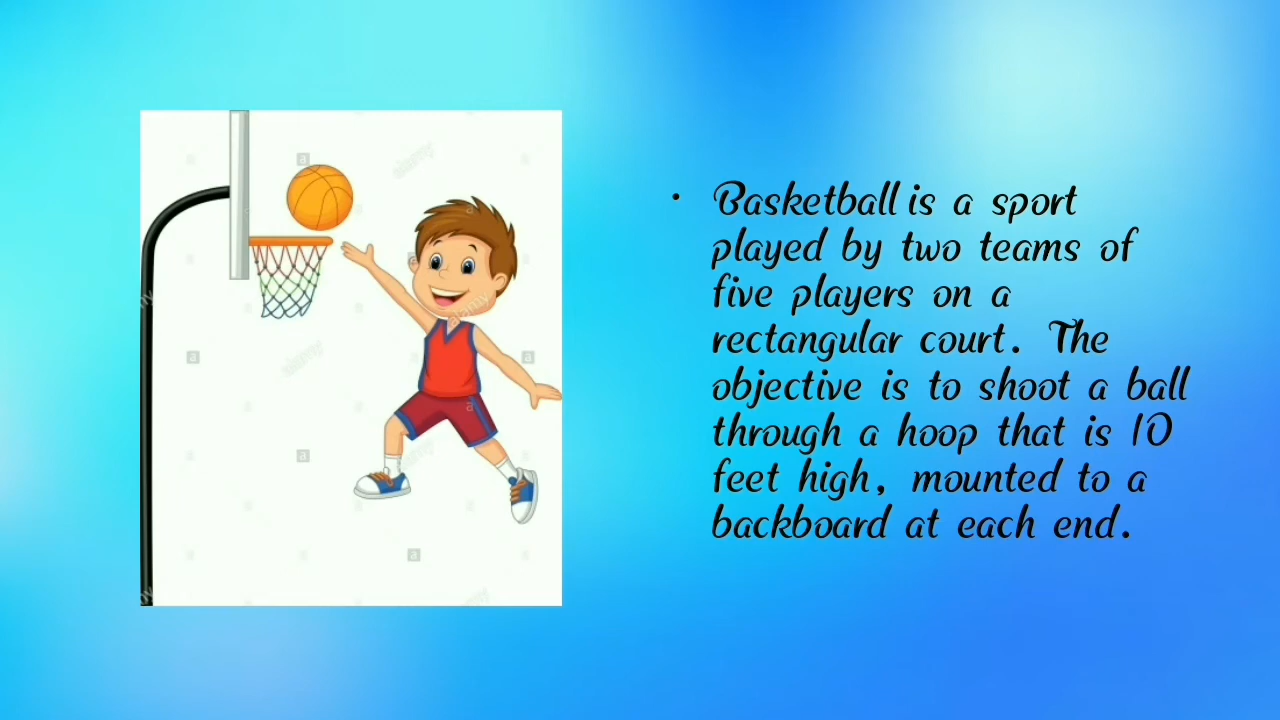 • Basketball is a sport
played by two teams of
five players on a
rectangular court. The
objective is to shoot a ball
through a hoop that is 10
feet high, mounted to a
backboard at each end.
alamy
a